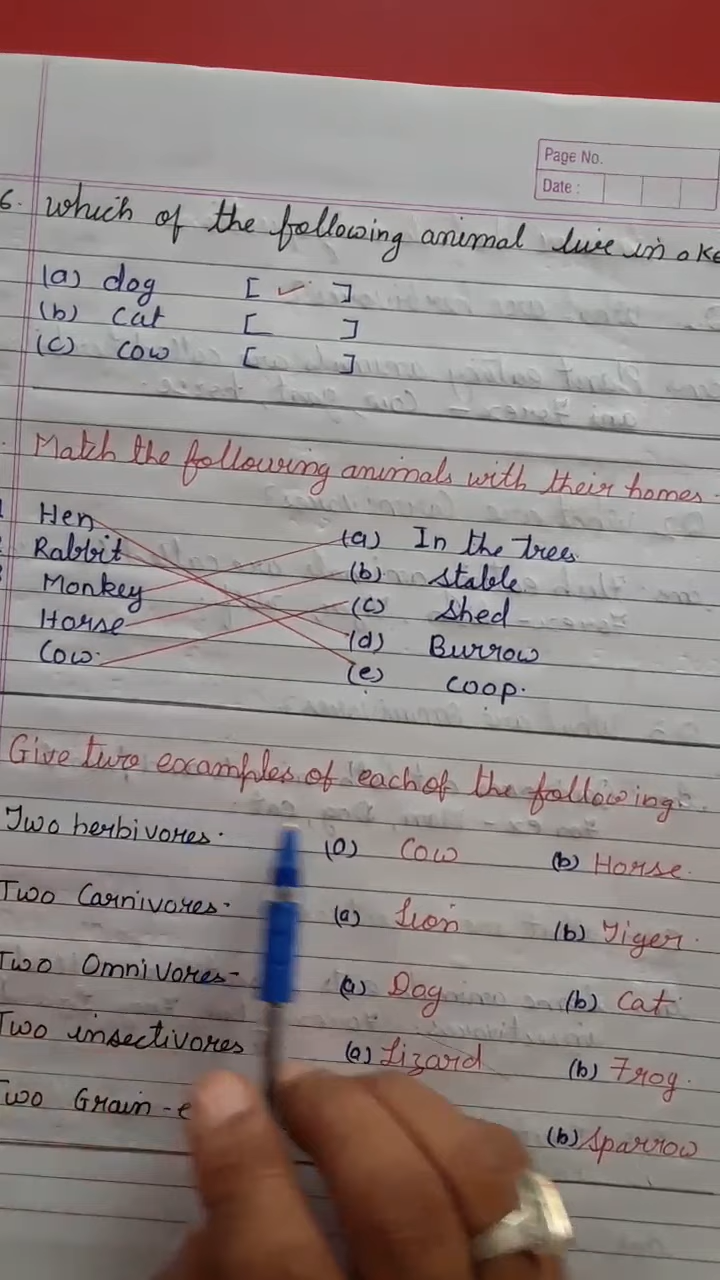 Page No.
Date :
6. which of the following animal live in a ke
(a) dog [ ✓ ]
(b) cat [ ]
(c) cow [ ]
Match the following animals with their homes.
Hen
Rabbit (a) In the trees
Monkey (b) Stable
Horse (c) Shed
Cow. (d) Burrow
(e) coop.
Give two examples of each of the following.
Two herbivores. (a) Cow (b) Horse.
Two Carnivores. (a) Lion (b) Tiger.
Two Omnivores- (a) Dog (b) Cat
Two insectivores (a) Lizard (b) Frog.
Two Grain-e
(b) Sparrow